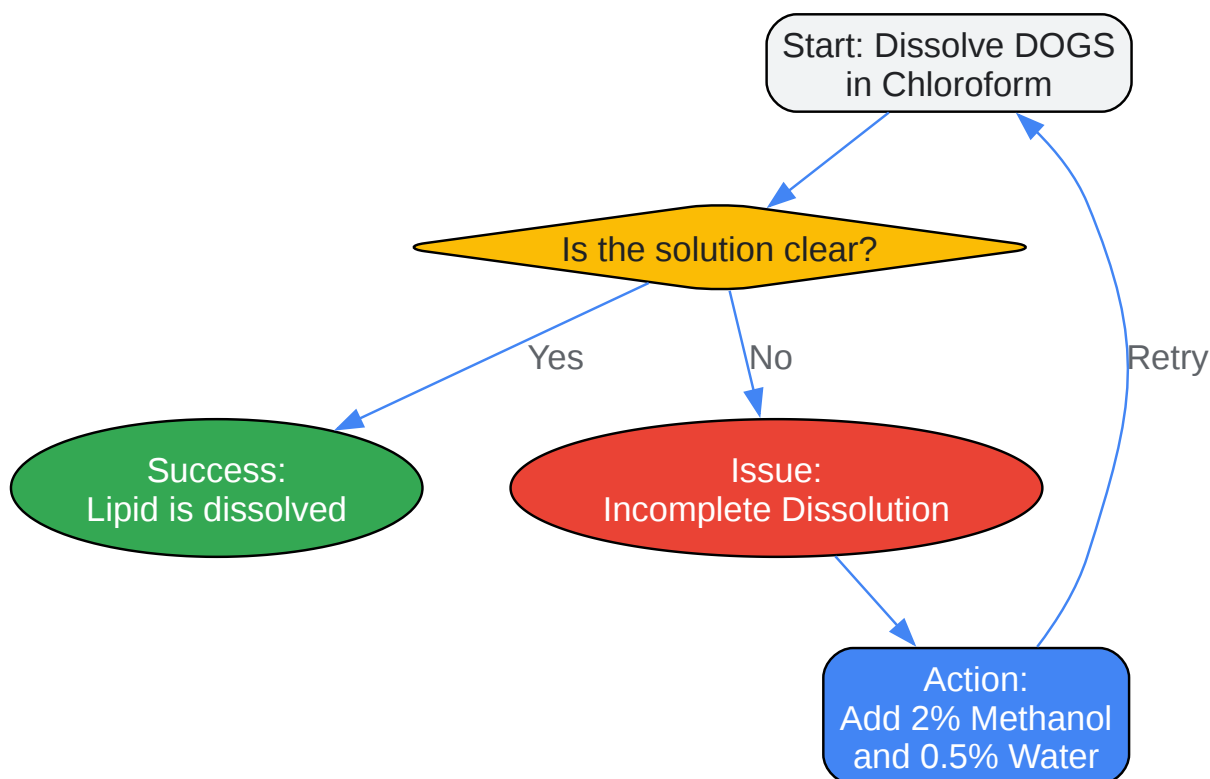 Start: Dissolve DOGS
in Chloroform
Is the solution clear?
Yes
No
Retry
Success:
Lipid is dissolved
Issue:
Incomplete Dissolution
Action:
Add 2% Methanol
and 0.5% Water